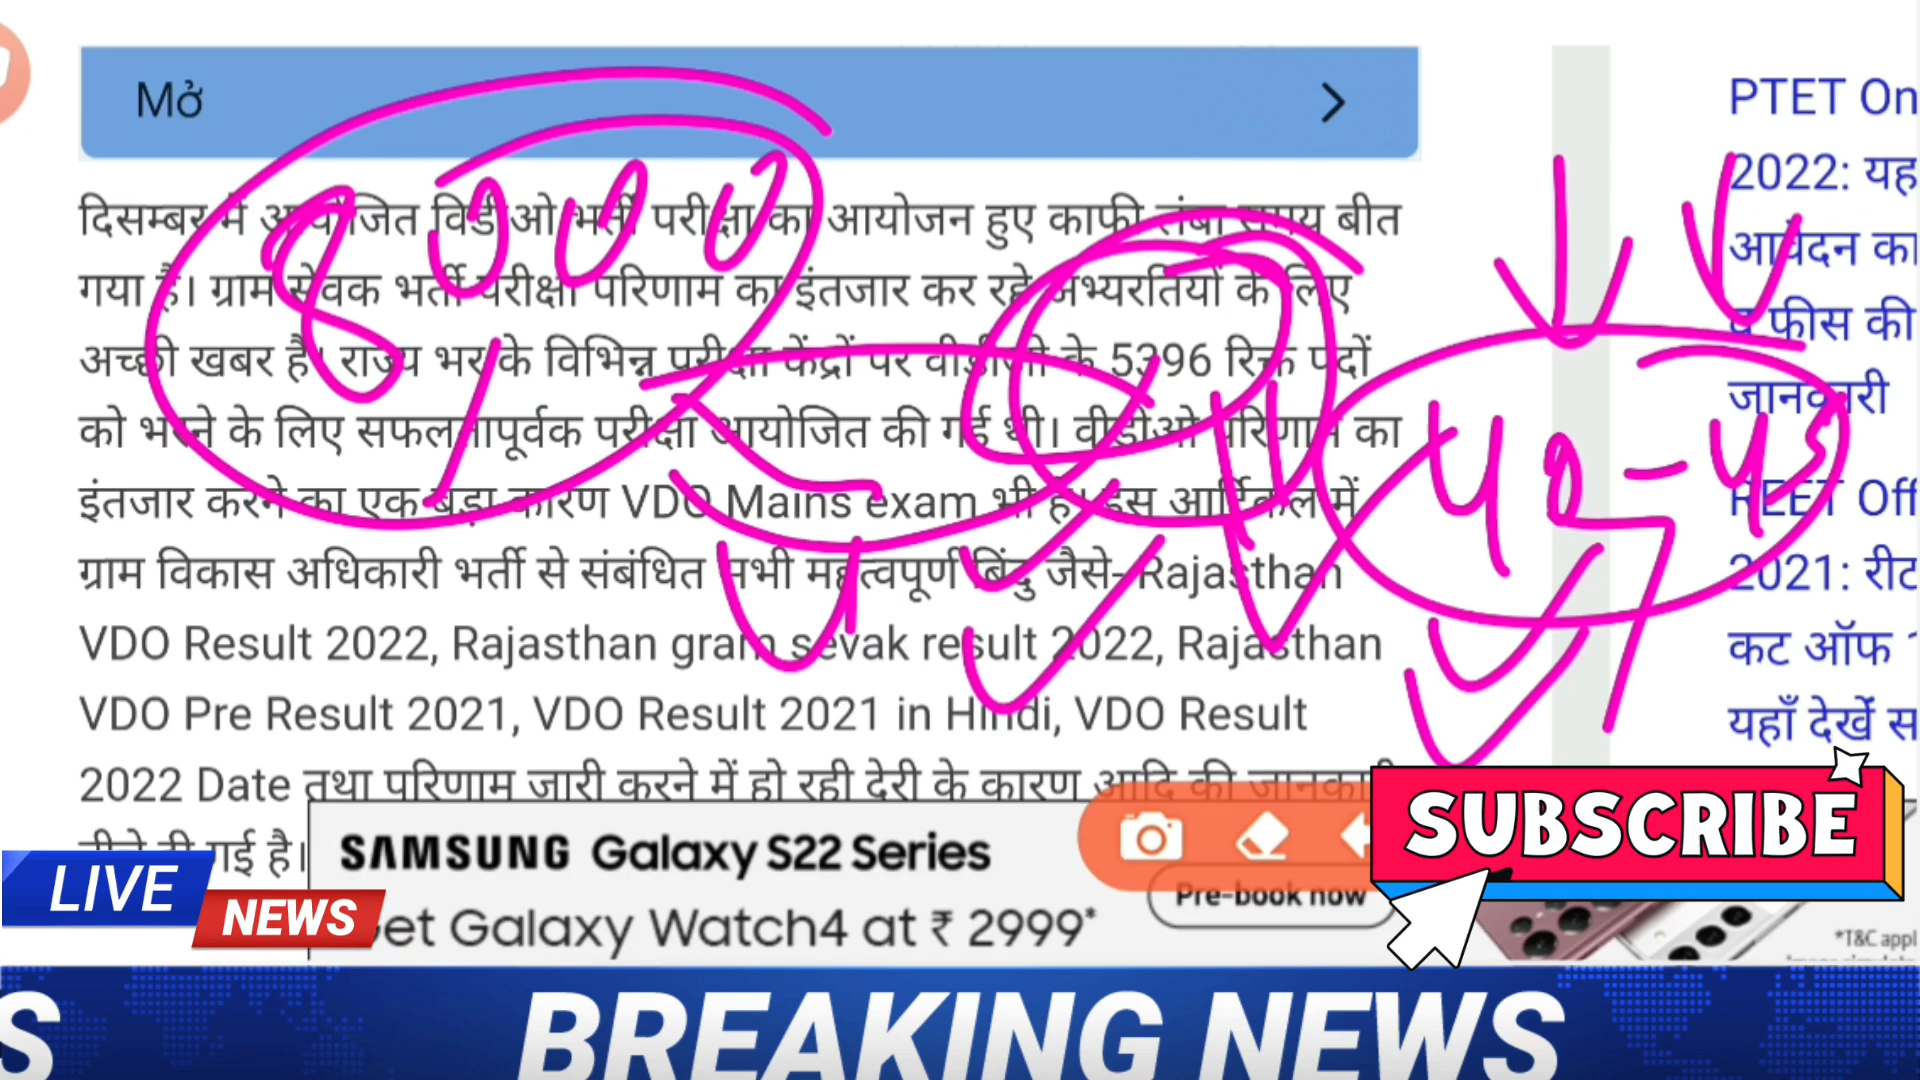 Mở
दिसम्बर में आयोजित विडीओ भर्ती परीक्षा का आयोजन हुए काफी लंबा समय बीत
गया है। ग्राम सेवक भर्ती परीक्षा परिणाम का इंतजार कर रहे अभ्यरतियों के लिए
अच्छी खबर है। राज्य भर के विभिन्न परीक्षा केंद्रों पर वीडीओ के 5396 रिक्त पदों
को भरने के लिए सफलतापूर्वक परीक्षा आयोजित की गई थी। वीडीओ परिणाम का
इंतजार करने का एक बड़ा कारण VDO Mains exam भी है। इस आर्टिकल में
ग्राम विकास अधिकारी भर्ती से संबंधित सभी महत्वपूर्ण बिंदु जैसे- Rajasthan
VDO Result 2022, Rajasthan gram sevak result 2022, Rajasthan
VDO Pre Result 2021, VDO Result 2021 in Hindi, VDO Result
2022 Date तथा परिणाम जारी करने में हो रही देरी के कारण आदि की जानकारी
गई है।
8000
PTET On
2022: यह
आवेदन का
व फीस की
जानकारी
REET Off
2021: रीट
कट ऑफ
यहाँ देखें स
SAMSUNG Galaxy S22 Series
et Galaxy Watch4 at ₹ 2999*
Pre-book now
*T&C appl
SUBSCRIBE
LIVE
NEWS
S
BREAKING NEWS